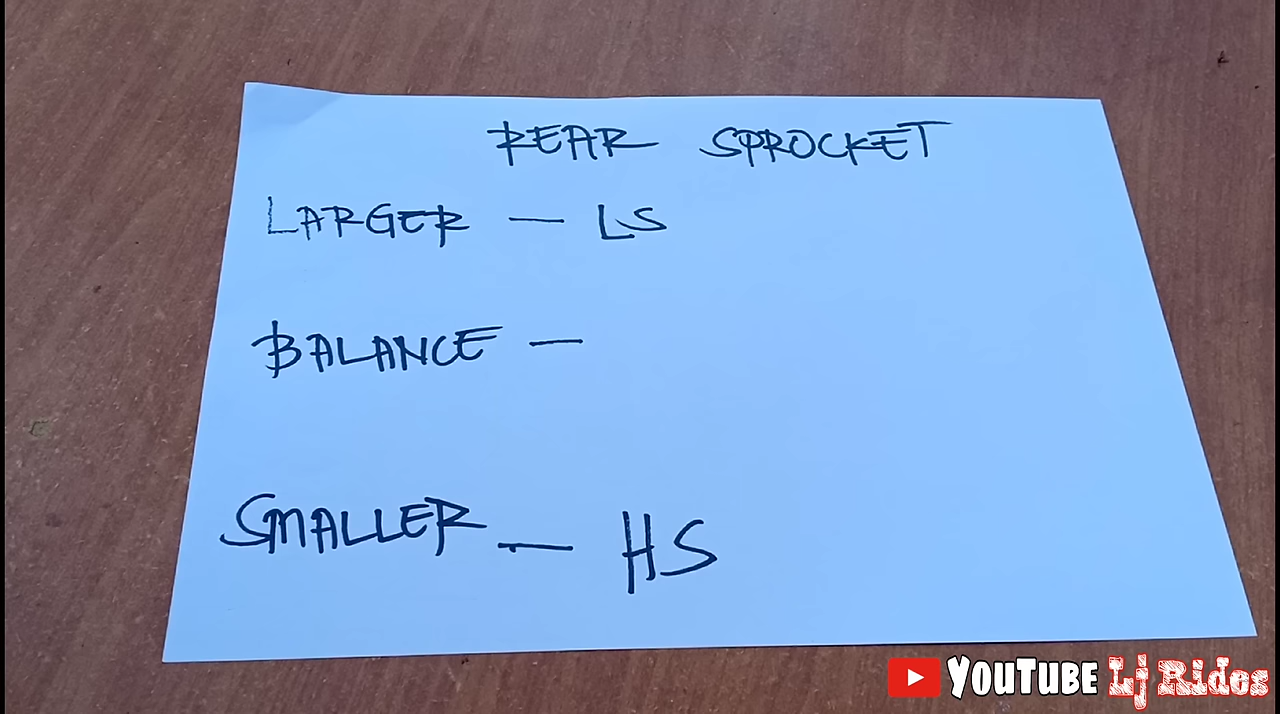 REAR SPROCKET
LARGER — LS
BALANCE —
SMALLER — HS
YouTube Lj Rides